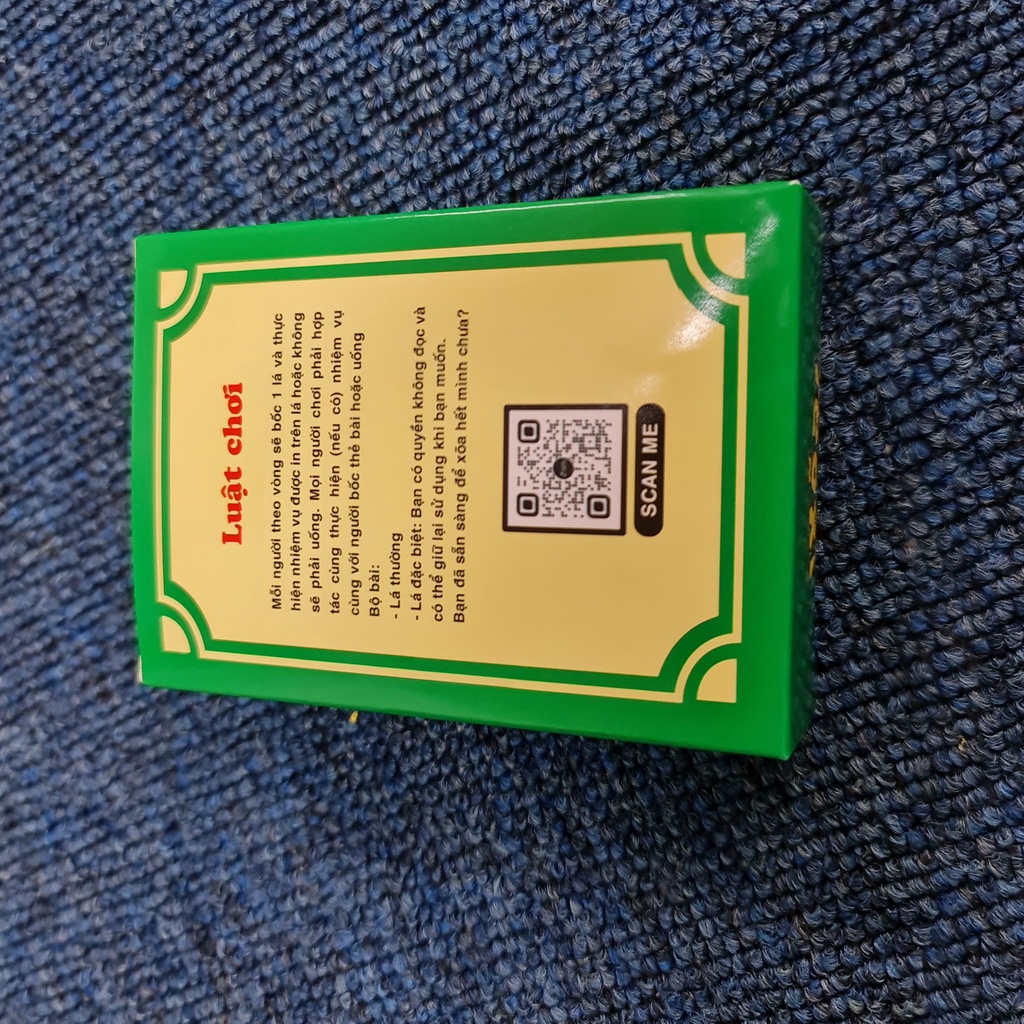 Luật chơi
Mỗi người theo vòng sẽ bốc 1 lá và thực
hiện nhiệm vụ được in trên lá hoặc không
sẽ phải uống. Mọi người chơi phải hợp
tác cùng thực hiện (nếu có) nhiệm vụ
cùng với người bốc thẻ bài hoặc uống
Bộ bài:
- Lá thường
- Lá đặc biệt: Bạn có quyền không đọc và
có thể giữ lại sử dụng khi bạn muốn.
Bạn đã sẵn sàng để xõa hết mình chưa?
SCAN ME